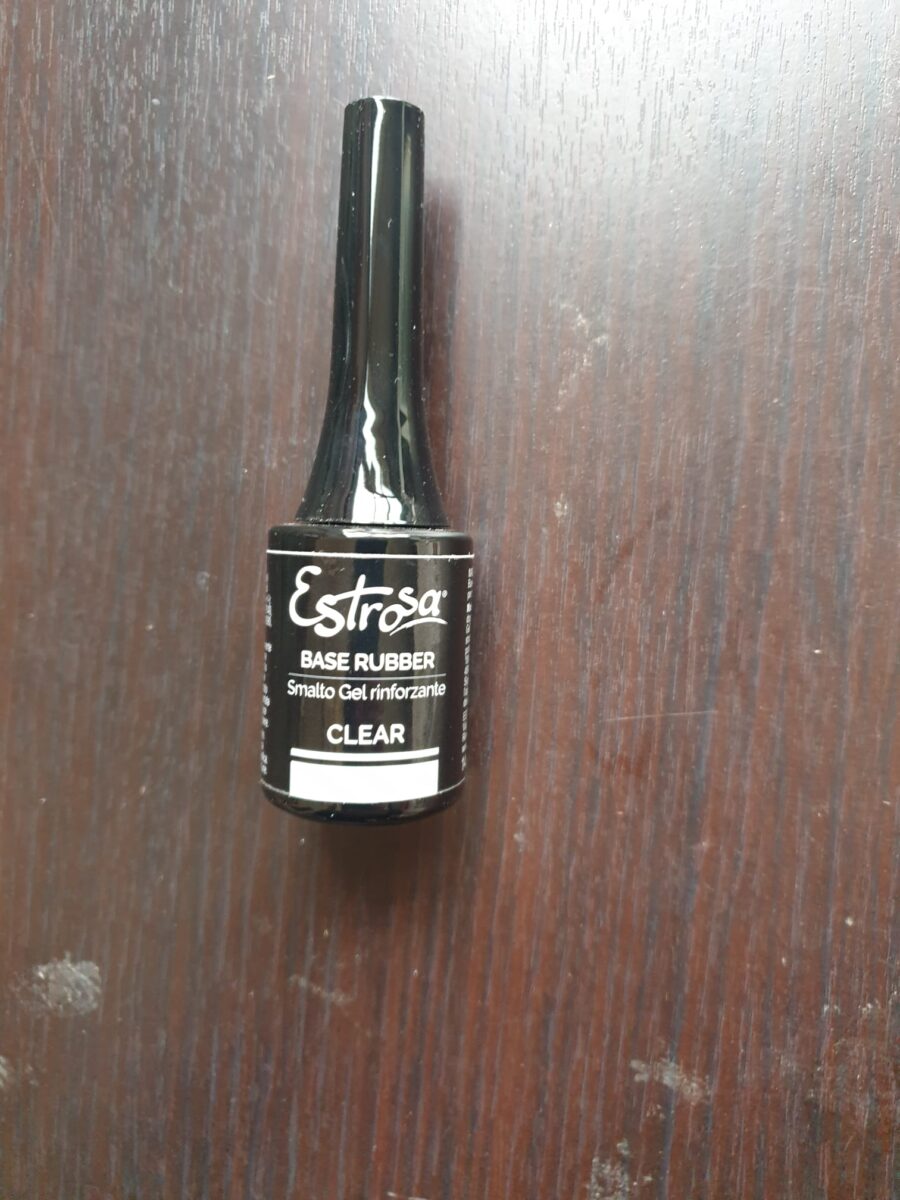 Estrosa®
BASE RUBBER
Smalto Gel rinforzante
CLEAR